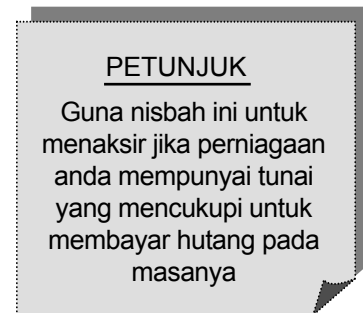 PETUNJUK
Guna nisbah ini untuk
menaksir jika perniagaan
anda mempunyai tunai
yang mencukupi untuk
membayar hutang pada
masanya